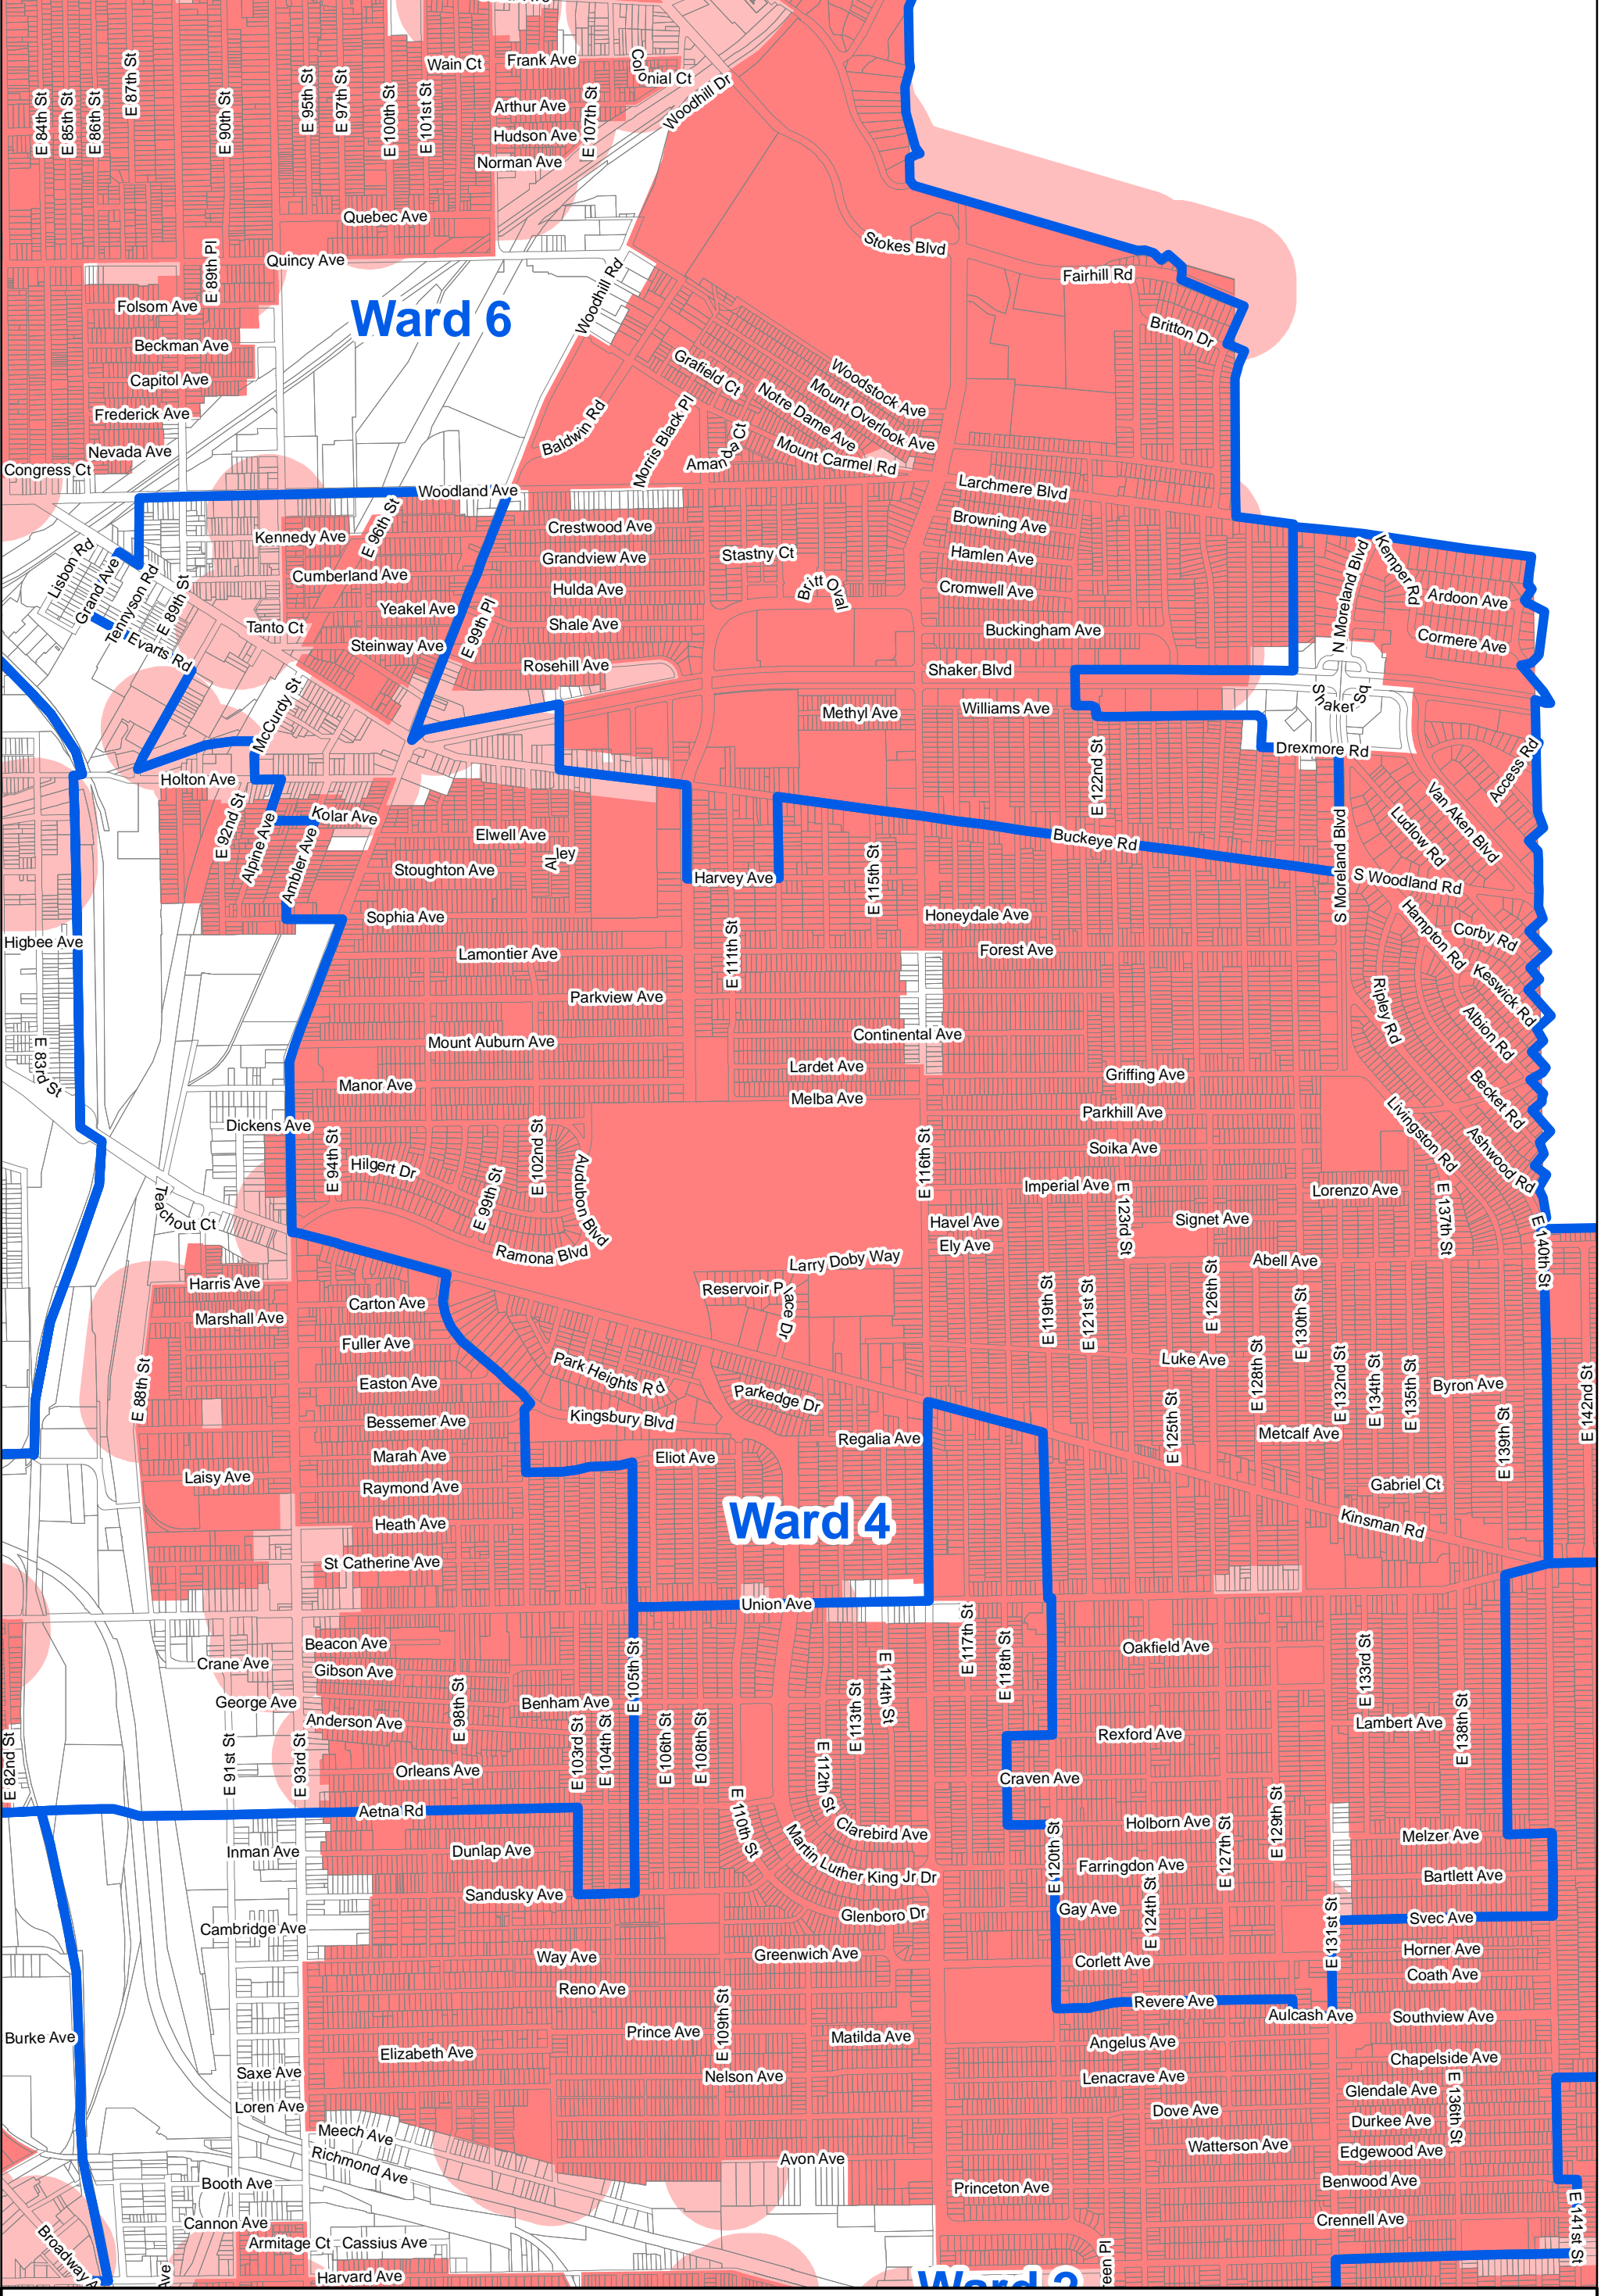 Wain Ct
Frank Ave
Colonial Ct
E 84th St
E 85th St
E 86th St
E 87th St
E 90th St
E 95th St
E 97th St
E 100th St
E 101st St
Arthur Ave
E 107th St
Woodhill Dr
Hudson Ave
Norman Ave
Quebec Ave
Stokes Blvd
Quincy Ave
E 89th Pl
Fairhill Rd
Folsom Ave
Ward 6
Woodhill Rd
Britton Dr
Beckman Ave
Capitol Ave
Grafield Ct
Woodstock Ave
Mount Overlook Ave
Notre Dame Ave
Frederick Ave
Baldwin Rd
Morris Black Pl
Amanda Ct
Mount Carmel Rd
Nevada Ave
Congress Ct
Woodland Ave
Larchmere Blvd
Kennedy Ave
E 96th St
Crestwood Ave
Browning Ave
Grandview Ave
Stastny Ct
Hamlen Ave
N Moreland Blvd
Kemper Rd
Lisbon Rd
Grand Ave
Tennyson Rd
E 89th St
Cumberland Ave
Hulda Ave
Britt Oval
Cromwell Ave
Ardoon Ave
Yeakel Ave
E 99th Pl
Shale Ave
Buckingham Ave
Cormere Ave
Tanto Ct
Evarts Rd
Steinway Ave
Rosehill Ave
Shaker Blvd
Shaker Sq
McCurdy St
Methyl Ave
Williams Ave
Drexmore Rd
Access Rd
E 122nd St
Holton Ave
E 92nd St
Kolar Ave
Alpine Ave
Ambler Ave
Elwell Ave
Buckeye Rd
S Moreland Blvd
Ludlow Rd
Van Aken Blvd
Alley
Stoughton Ave
Harvey Ave
E 115th St
S Woodland Rd
Sophia Ave
Honeydale Ave
Hampton Rd
Corby Rd
Higbee Ave
Lamontier Ave
E 111th St
Forest Ave
Keswick Rd
Parkview Ave
Ripley Rd
Albion Rd
Mount Auburn Ave
Continental Ave
E 83rd St
Lardet Ave
Griffing Ave
Manor Ave
Melba Ave
Parkhill Ave
Becket Rd
Dickens Ave
E 94th St
Livingston Rd
Soika Ave
Ashwood Rd
Hilgert Dr
E 99th St
E 102nd St
Audubon Blvd
E 116th St
Imperial Ave
E 123rd St
Lorenzo Ave
E 137th St
Teachout Ct
Havel Ave
Signet Ave
Ramona Blvd
Ely Ave
Abell Ave
E 140th St
Larry Doby Way
Harris Ave
Reservoir Place Dr
E 126th St
Marshall Ave
Carton Ave
E 119th St
E 121st St
E 130th St
Fuller Ave
Luke Ave
E 128th St
E 132nd St
E 134th St
E 135th St
Park Heights Rd
E 88th St
Easton Ave
Parkedge Dr
Byron Ave
E 142nd St
Bessemer Ave
Kingsbury Blvd
E 125th St
E 139th St
Regalia Ave
Metcalf Ave
Marah Ave
Eliot Ave
Laisy Ave
Raymond Ave
Gabriel Ct
Heath Ave
Ward 4
Kinsman Rd
St Catherine Ave
Union Ave
Beacon Ave
E 117th St
E 118th St
Oakfield Ave
E 133rd St
Crane Ave
Gibson Ave
E 105th St
E 114th St
George Ave
E 98th St
Benham Ave
E 113th St
Anderson Ave
Lambert Ave
E 138th St
Rexford Ave
E 82nd St
E 91st St
E 93rd St
Orleans Ave
E 103rd St
E 104th St
E 106th St
E 108th St
E 112th St
Craven Ave
Aetna Rd
E 110th St
Clarebird Ave
Holborn Ave
E 129th St
Melzer Ave
Inman Ave
Dunlap Ave
Martin Luther King Jr Dr
E 120th St
Farringdon Ave
E 127th St
Bartlett Ave
Sandusky Ave
Glenboro Dr
Gay Ave
E 124th St
Svec Ave
Cambridge Ave
E 131st St
Way Ave
Greenwich Ave
Corlett Ave
Horner Ave
Reno Ave
Coath Ave
Revere Ave
Aulcash Ave
Southview Ave
Burke Ave
Prince Ave
E 109th St
Matilda Ave
Angelus Ave
Elizabeth Ave
Chapelside Ave
Saxe Ave
Nelson Ave
Lenacrave Ave
Glendale Ave
E 136th St
Loren Ave
Dove Ave
Durkee Ave
Meech Ave
Watterson Ave
Edgewood Ave
Richmond Ave
Avon Ave
Booth Ave
Princeton Ave
Benwood Ave
Cannon Ave
Crennell Ave
E 141st St
Broadway A
Armitage Ct
Cassius Ave
Harvard Ave
Ave
een Pl
Ward 2